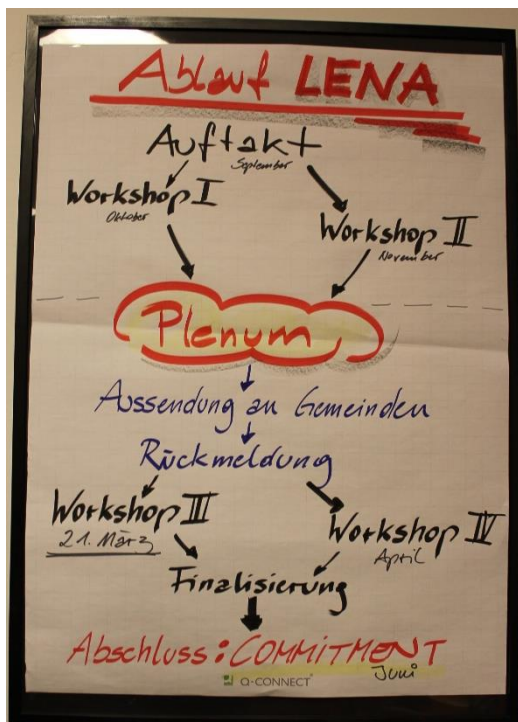 Ablauf LENA
Auftakt
September
Workshop I
Oktober
Workshop II
November
Plenum
Aussendung an Gemeinden
Rückmeldung
Workshop III
21. März
Workshop IV
April
Finalisierung
Abschluss: COMMITMENT
Juni
Q-CONNECT